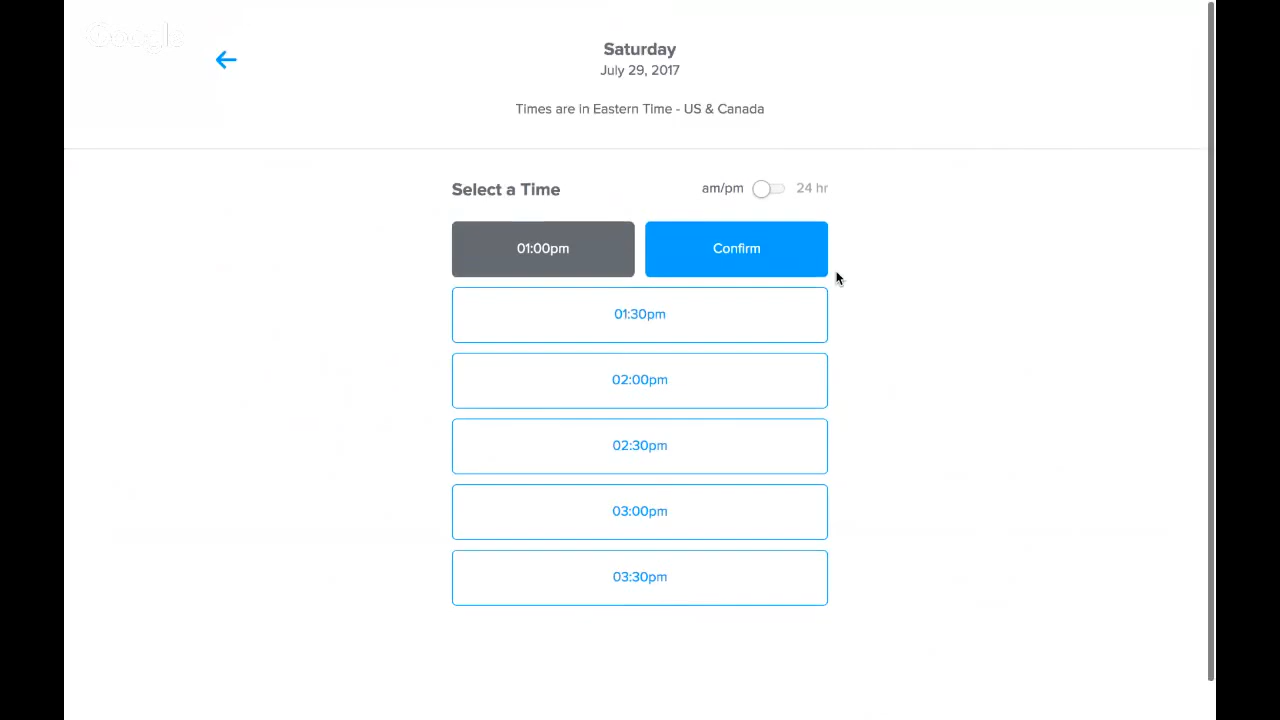 Google
Saturday
July 29, 2017
Times are in Eastern Time - US & Canada
Select a Time
am/pm 24 hr
01:00pm Confirm
01:30pm
02:00pm
02:30pm
03:00pm
03:30pm